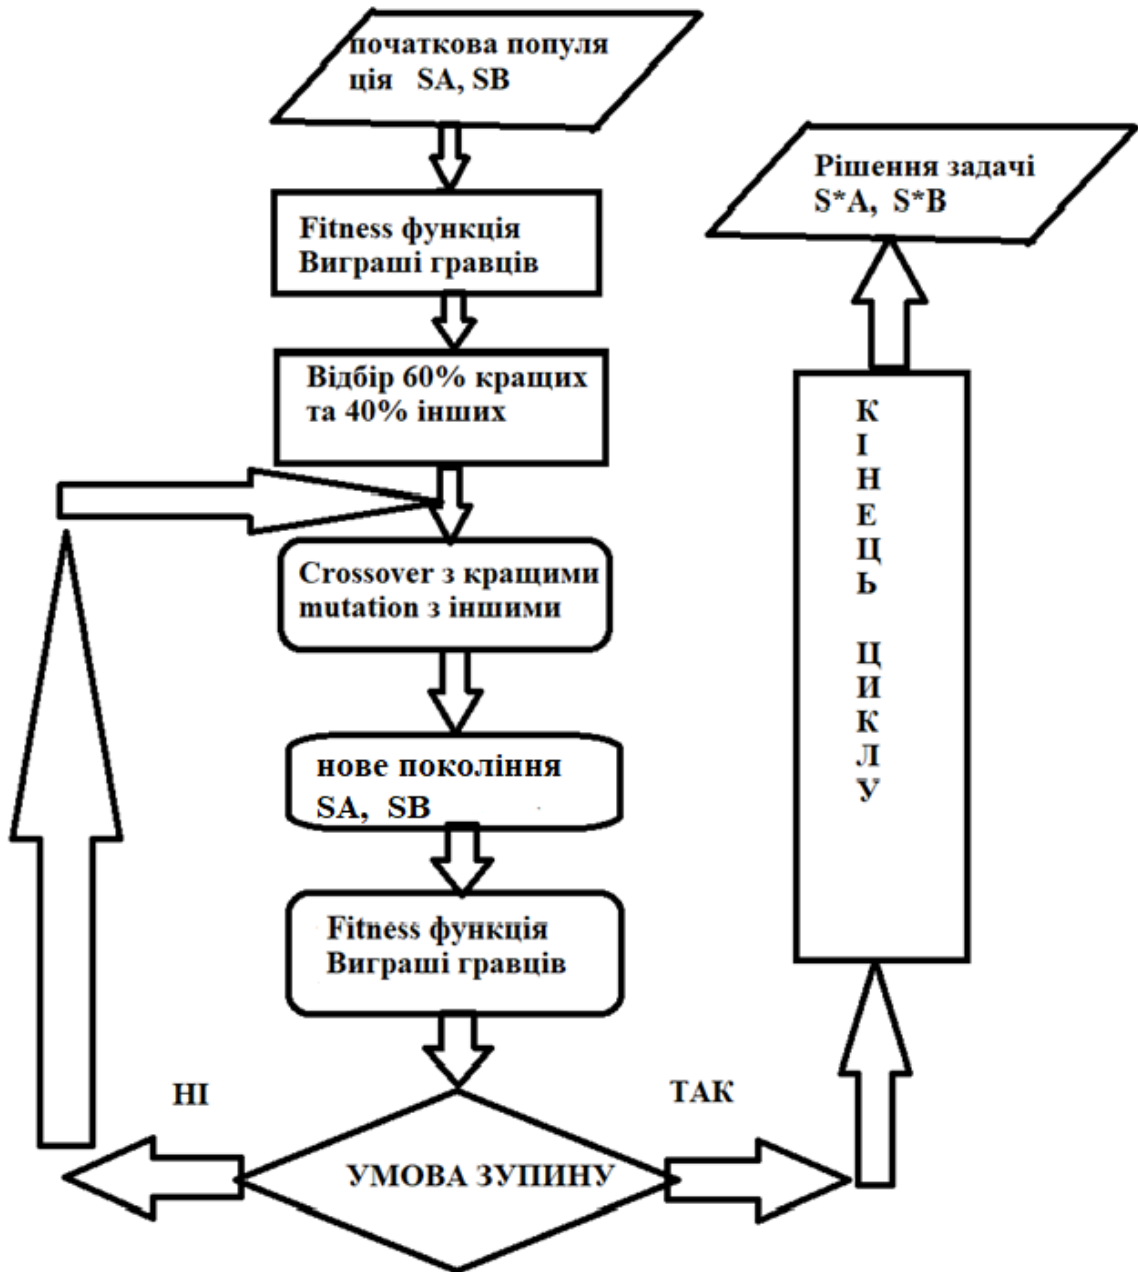 початкова популя
ція SA, SB
Fitness функція
Виграші гравців
Відбір 60% кращих
та 40% інших
Crossover з кращими
mutation з іншими
нове покоління
SA, SB
Fitness функція
Виграші гравців
УМОВА ЗУПИНУ
НІ
ТАК
К
І
Н
Е
Ц
Ь
Ц
И
К
Л
У
Рішення задачі
S*A, S*B